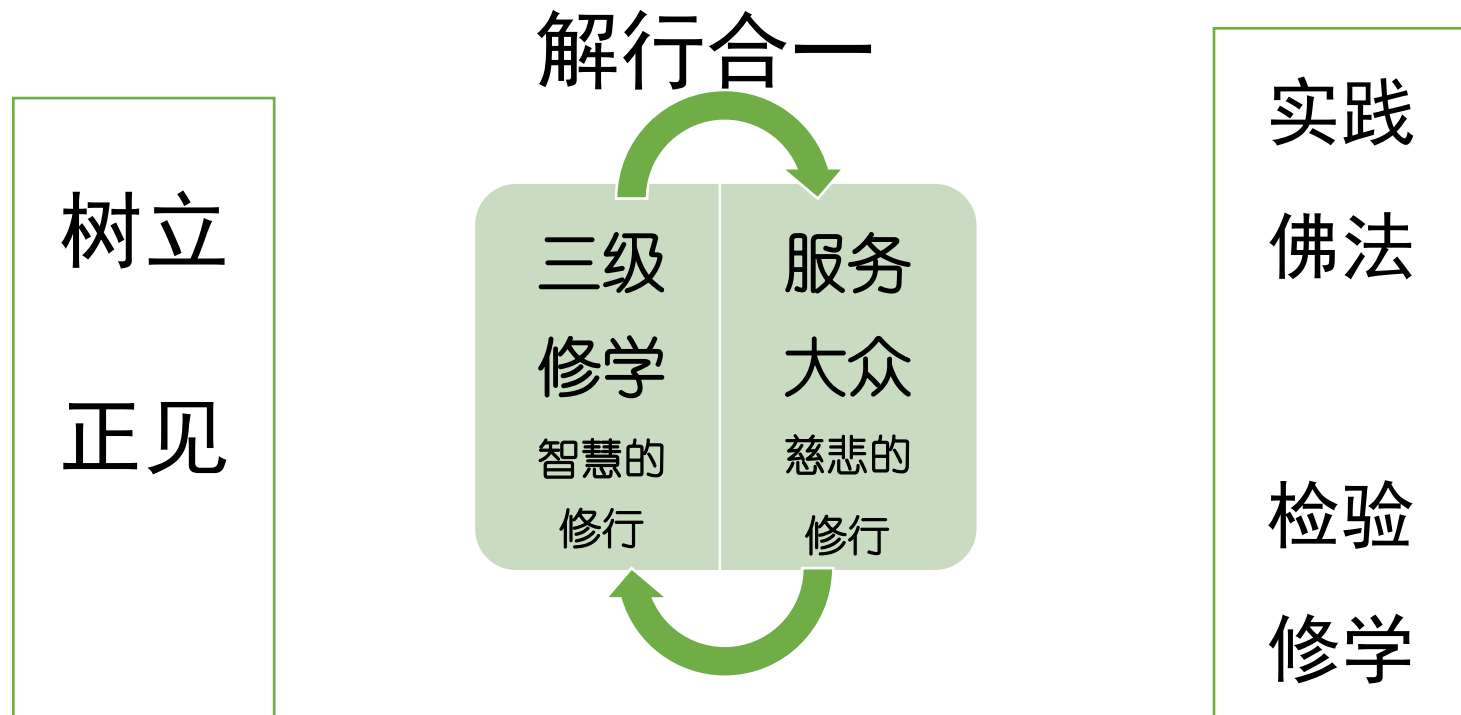 解行合一
树立
正见
三级
修学
智慧的
修行
服务
大众
慈悲的
修行
实践
佛法
检验
修学